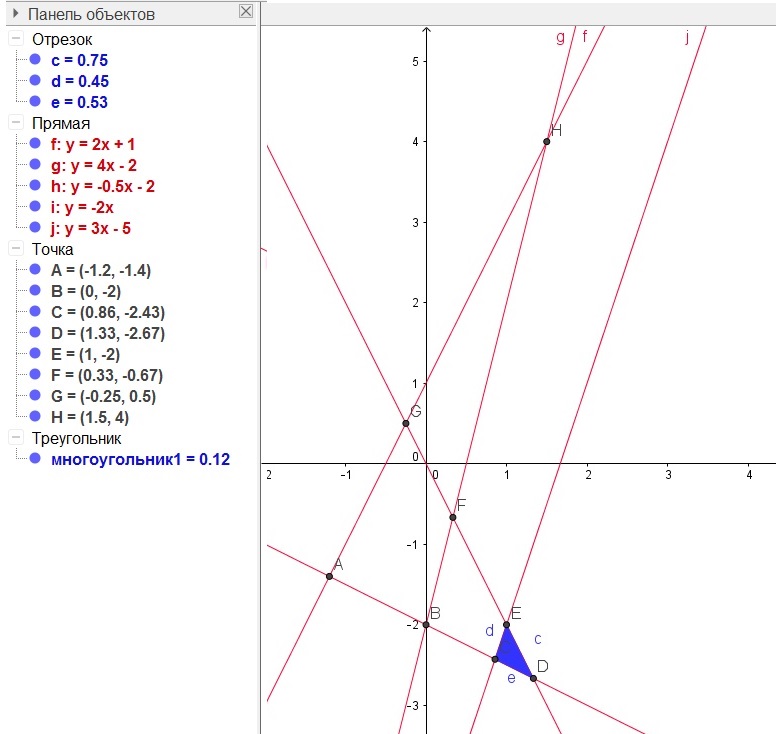 Панель объектов
Отрезок
c = 0.75
d = 0.45
e = 0.53
Прямая
f: y = 2x + 1
g: y = 4x - 2
h: y = -0.5x - 2
i: y = -2x
j: y = 3x - 5
Точка
A = (-1.2, -1.4)
B = (0, -2)
C = (0.86, -2.43)
D = (1.33, -2.67)
E = (1, -2)
F = (0.33, -0.67)
G = (-0.25, 0.5)
H = (1.5, 4)
Треугольник
многоугольник1 = 0.12
g f j
5
H
4
3
2
1
G
0
2 -1 0 1 2 3 4
F
-1
A
B E
-2
d c
D
e
-3